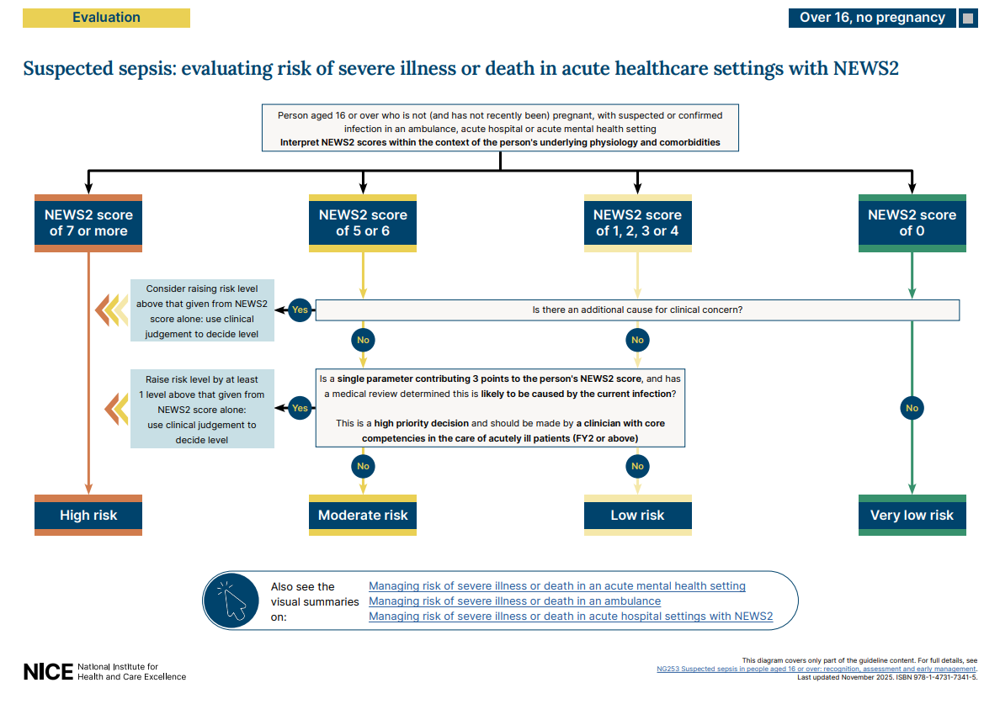 Evaluation
Over 16, no pregnancy
Suspected sepsis: evaluating risk of severe illness or death in acute healthcare settings with NEWS2
Person aged 16 or over who is not (and has not recently been) pregnant, with suspected or confirmed
infection in an ambulance, acute hospital or acute mental health setting
Interpret NEWS2 scores within the context of the person's underlying physiology and comorbidities
NEWS2 score
of 7 or more
NEWS2 score
of 5 or 6
NEWS2 score
of 1, 2, 3 or 4
NEWS2 score
of 0
Consider raising risk level
above that given from NEWS2
score alone: use clinical
judgement to decide level
Yes
Is there an additional cause for clinical concern?
No
No
Raise risk level by at least
1 level above that given from
NEWS2 score alone:
use clinical judgement to
decide level
Yes
Is a single parameter contributing 3 points to the person's NEWS2 score, and has
a medical review determined this is likely to be caused by the current infection?
This is a high priority decision and should be made by a clinician with core
competencies in the care of acutely ill patients (FY2 or above)
No
No
No
High risk
Moderate risk
Low risk
Very low risk
Also see the
visual summaries
on:
Managing risk of severe illness or death in an acute mental health setting
Managing risk of severe illness or death in an ambulance
Managing risk of severe illness or death in acute hospital settings with NEWS2
NICE National Institute for
Health and Care Excellence
This diagram covers only part of the guideline content. For full details, see
NG253 Suspected sepsis in people aged 16 or over: recognition, assessment and early management.
Last updated November 2025. ISBN 978-1-4731-7341-5.